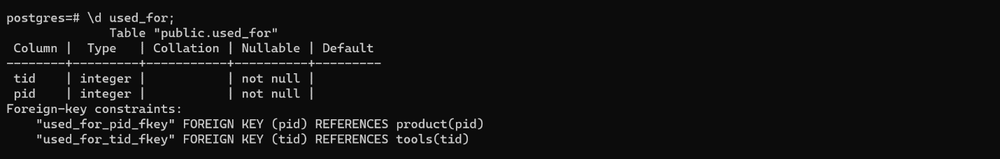 postgres=# \d used_for;
              Table "public.used_for"
 Column |  Type   | Collation | Nullable | Default
--------+---------+-----------+----------+---------
 tid    | integer |           | not null |
 pid    | integer |           | not null |
Foreign-key constraints:
    "used_for_pid_fkey" FOREIGN KEY (pid) REFERENCES product(pid)
    "used_for_tid_fkey" FOREIGN KEY (tid) REFERENCES tools(tid)